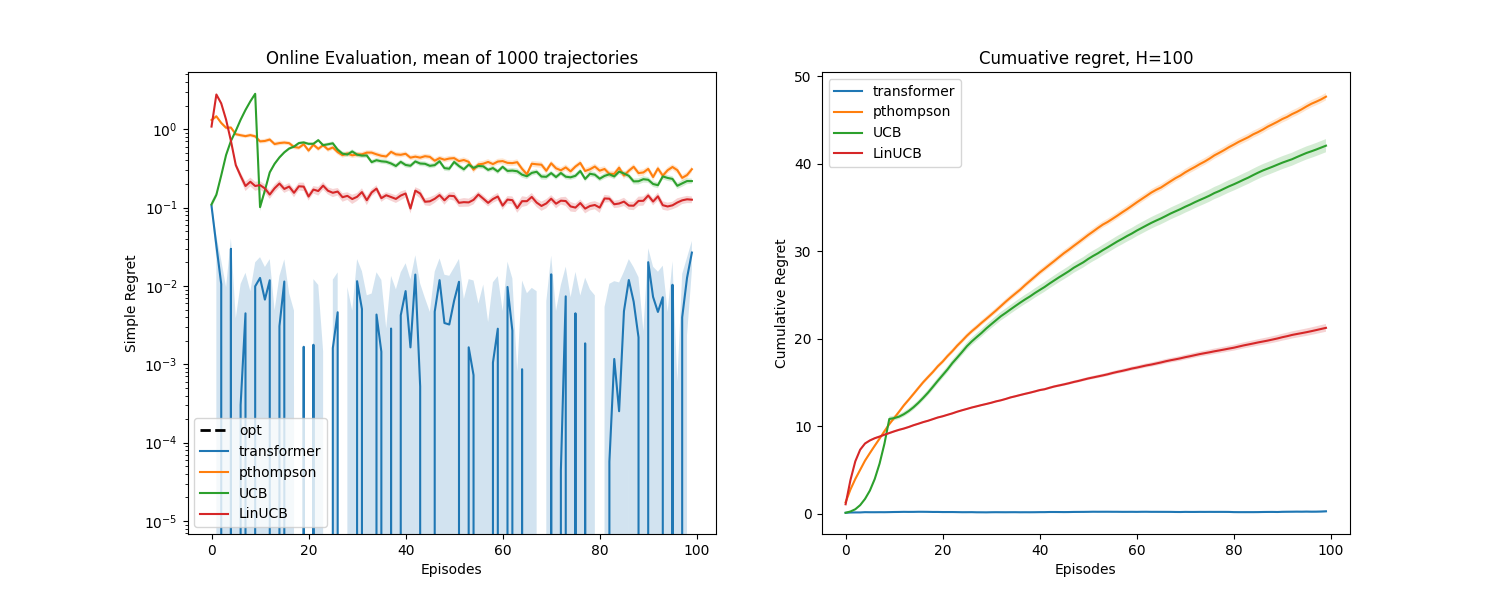 Online Evaluation, mean of 1000 trajectories
Simple Regret
10⁰
10⁻¹
10⁻²
10⁻³
10⁻⁴
10⁻⁵
opt
transformer
pthompson
UCB
LinUCB
0 20 40 60 80 100
Episodes
Cumuative regret, H=100
Cumulative Regret
50
40
30
20
10
0
transformer
pthompson
UCB
LinUCB
0 20 40 60 80 100
Episodes